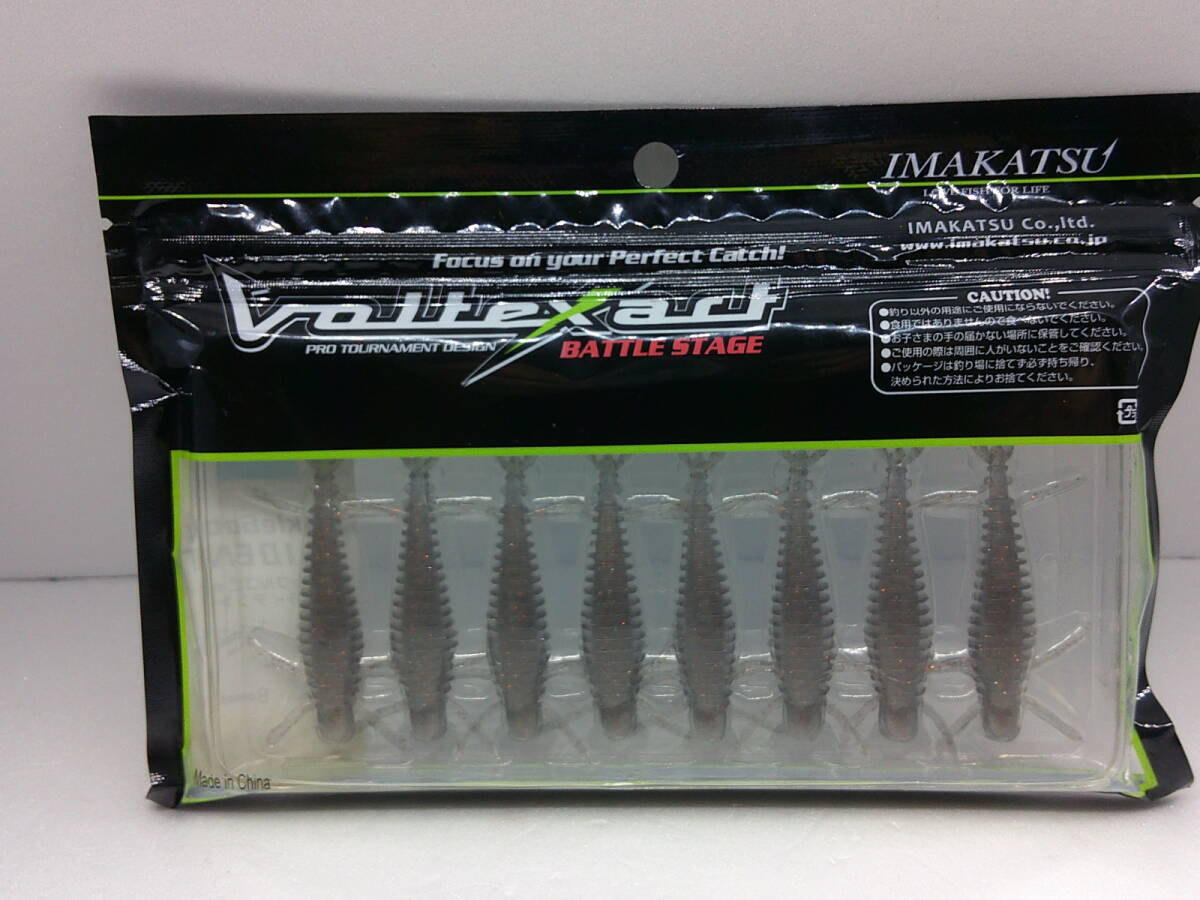 IMAKATSU
LOVE FISH FOR LIFE
IMAKATSU Co.,ltd.
www.imakatsu.co.jp
Focus on your Perfect Catch!
Voltexart
PRO TOURNAMENT DESIGN
BATTLE STAGE
CAUTION!
●釣り以外の用途にご使用にならないでください。
●食用ではありませんので食べないでください。
●お子さまの手の届かない場所に保管してください。
●ご使用の際は周囲に人がいないことをご確認ください。
●パッケージは釣り場に捨てず必ず持ち帰り、
決められた方法によりお捨てください。
Made in China